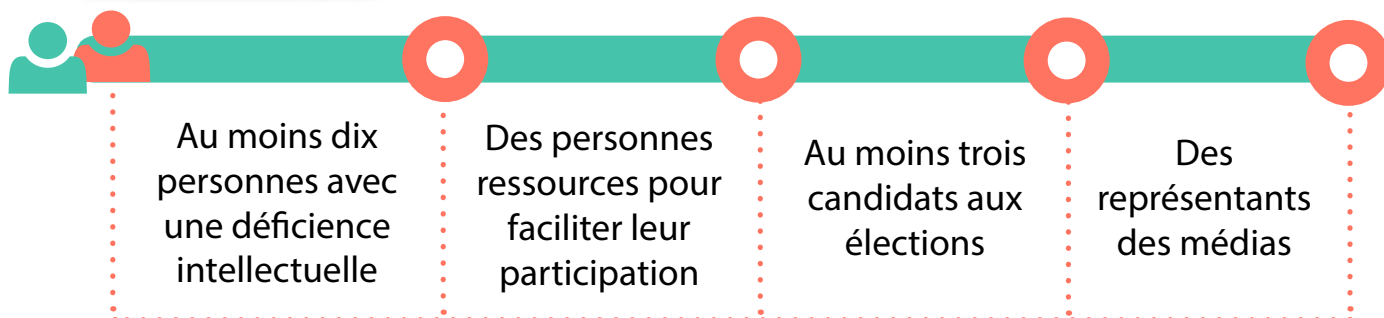 Au moins dix
personnes avec
une déficience
intellectuelle
Des personnes
ressources pour
faciliter leur
participation
Au moins trois
candidats aux
élections
Des
représentants
des médias